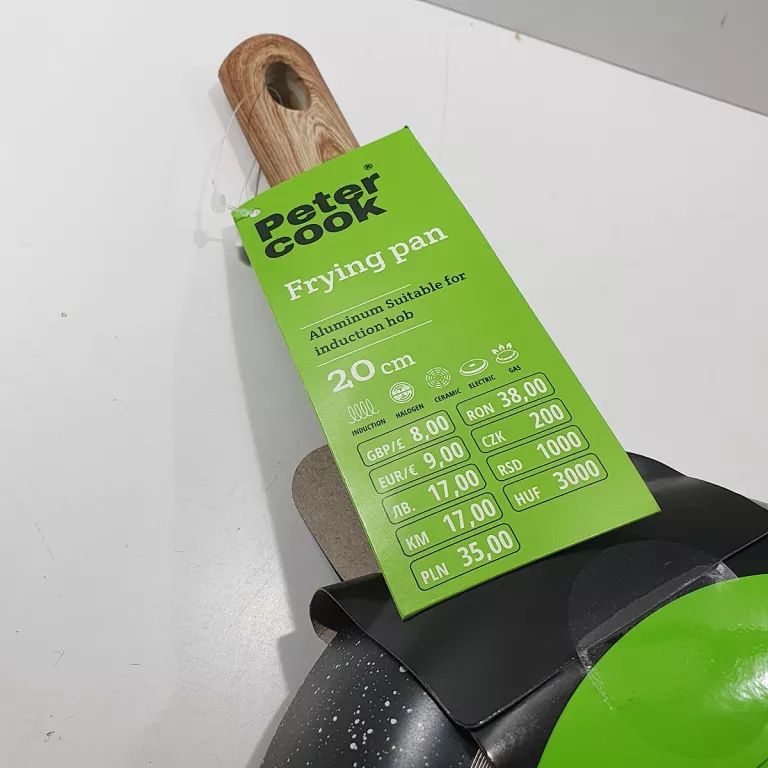 Peter®
cook
Frying pan
Aluminum Suitable for
induction hob
20 cm
INDUCTION HALOGEN CERAMIC ELECTRIC GAS
GBP/£ 8,00
EUR/€ 9,00
ЛВ. 17,00
KM 17,00
PLN 35,00
RON 38,00
CZK 200
RSD 1000
HUF 3000